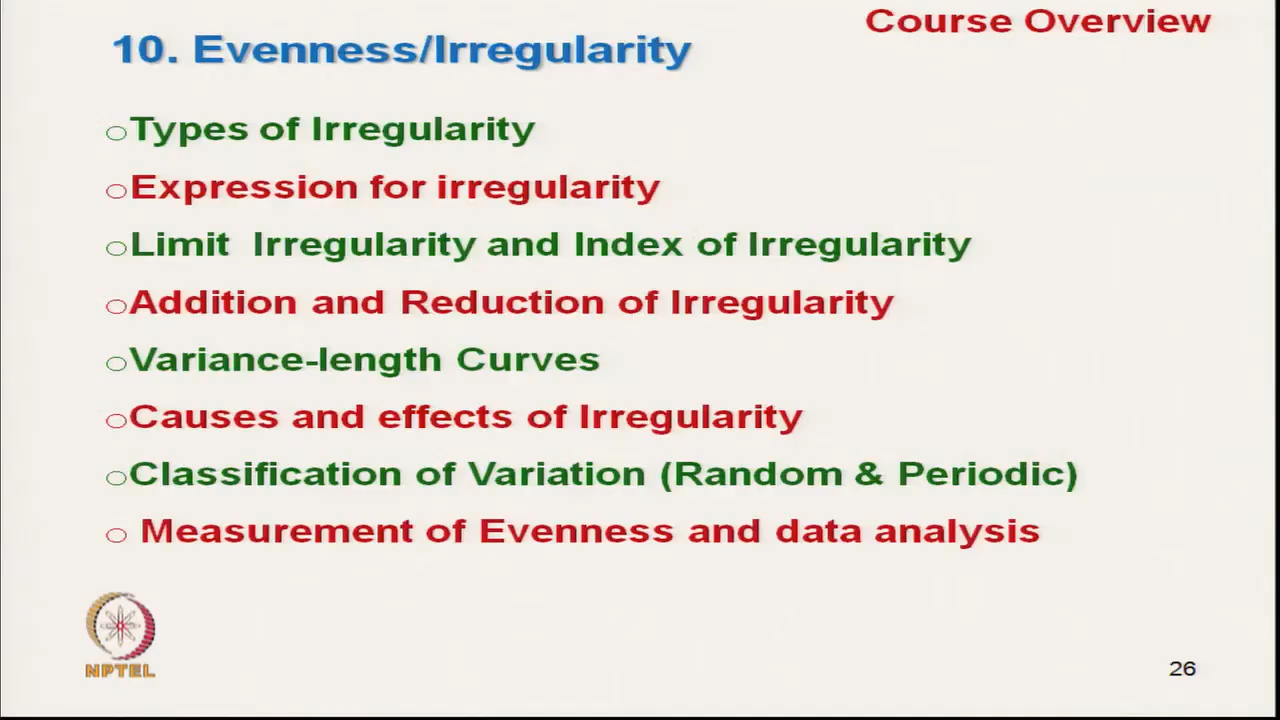 Course Overview
10. Evenness/Irregularity
Types of Irregularity
Expression for irregularity
Limit Irregularity and Index of Irregularity
Addition and Reduction of Irregularity
Variance-length Curves
Causes and effects of Irregularity
Classification of Variation (Random & Periodic)
Measurement of Evenness and data analysis
NPTEL
26